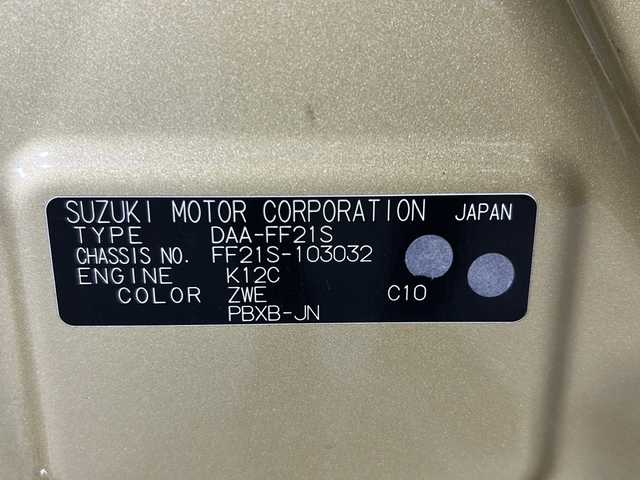 SUZUKI MOTOR CORPORATION JAPAN
TYPE DAA-FF21S
CHASSIS NO. FF21S-103032
ENGINE K12C
COLOR ZWE C10
PBXB-JN